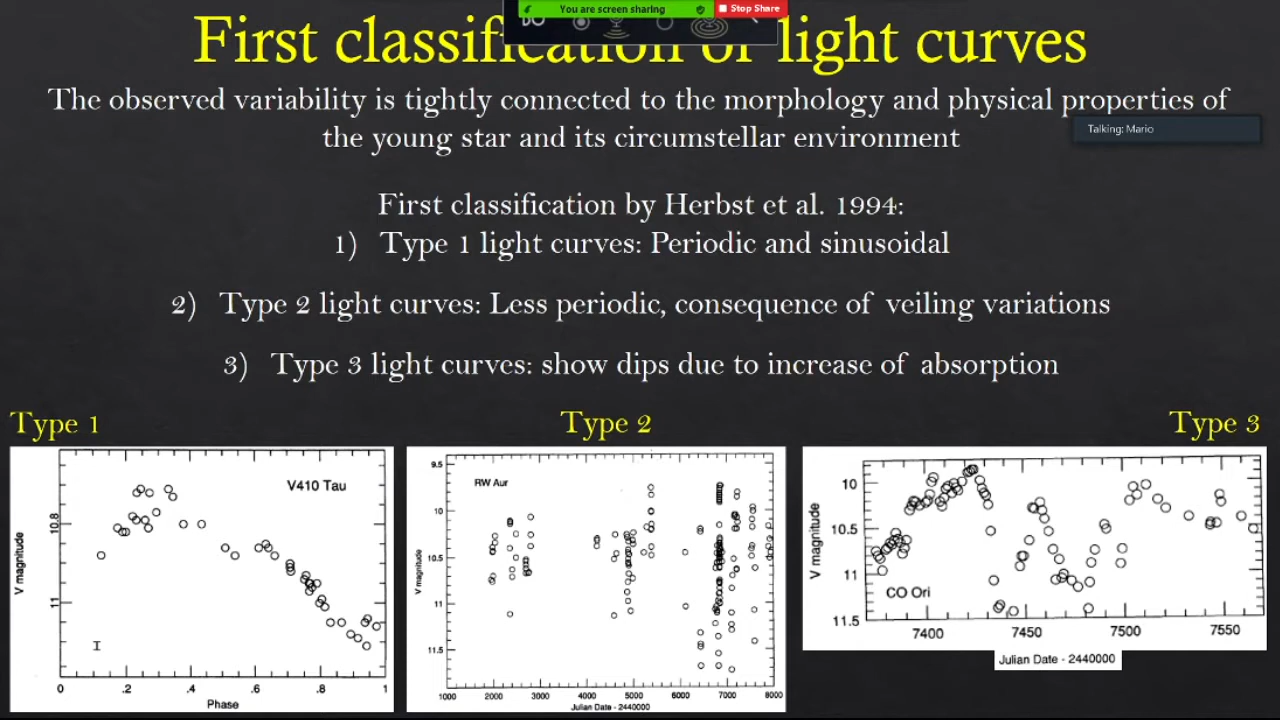 You are screen sharing
Stop Share
First classification of light curves
The observed variability is tightly connected to the morphology and physical properties of
Talking: Mario
the young star and its circumstellar environment
First classification by Herbst et al. 1994:
1) Type 1 light curves: Periodic and sinusoidal
2) Type 2 light curves: Less periodic, consequence of veiling variations
3) Type 3 light curves: show dips due to increase of absorption
Type 1
Type 2
Type 3
V410 Tau
V magnitude
10.8
11
0 .2 .4 .6 .8 1
Phase
RW Aur
V magnitude
9.5
10
10.5
11
11.5
1000 2000 3000 4000 5000 6000 7000 8000
Julian Date - 2440000
V magnitude
10
10.5
11
11.5
CO Ori
7400 7450 7500 7550
Julian Date - 2440000